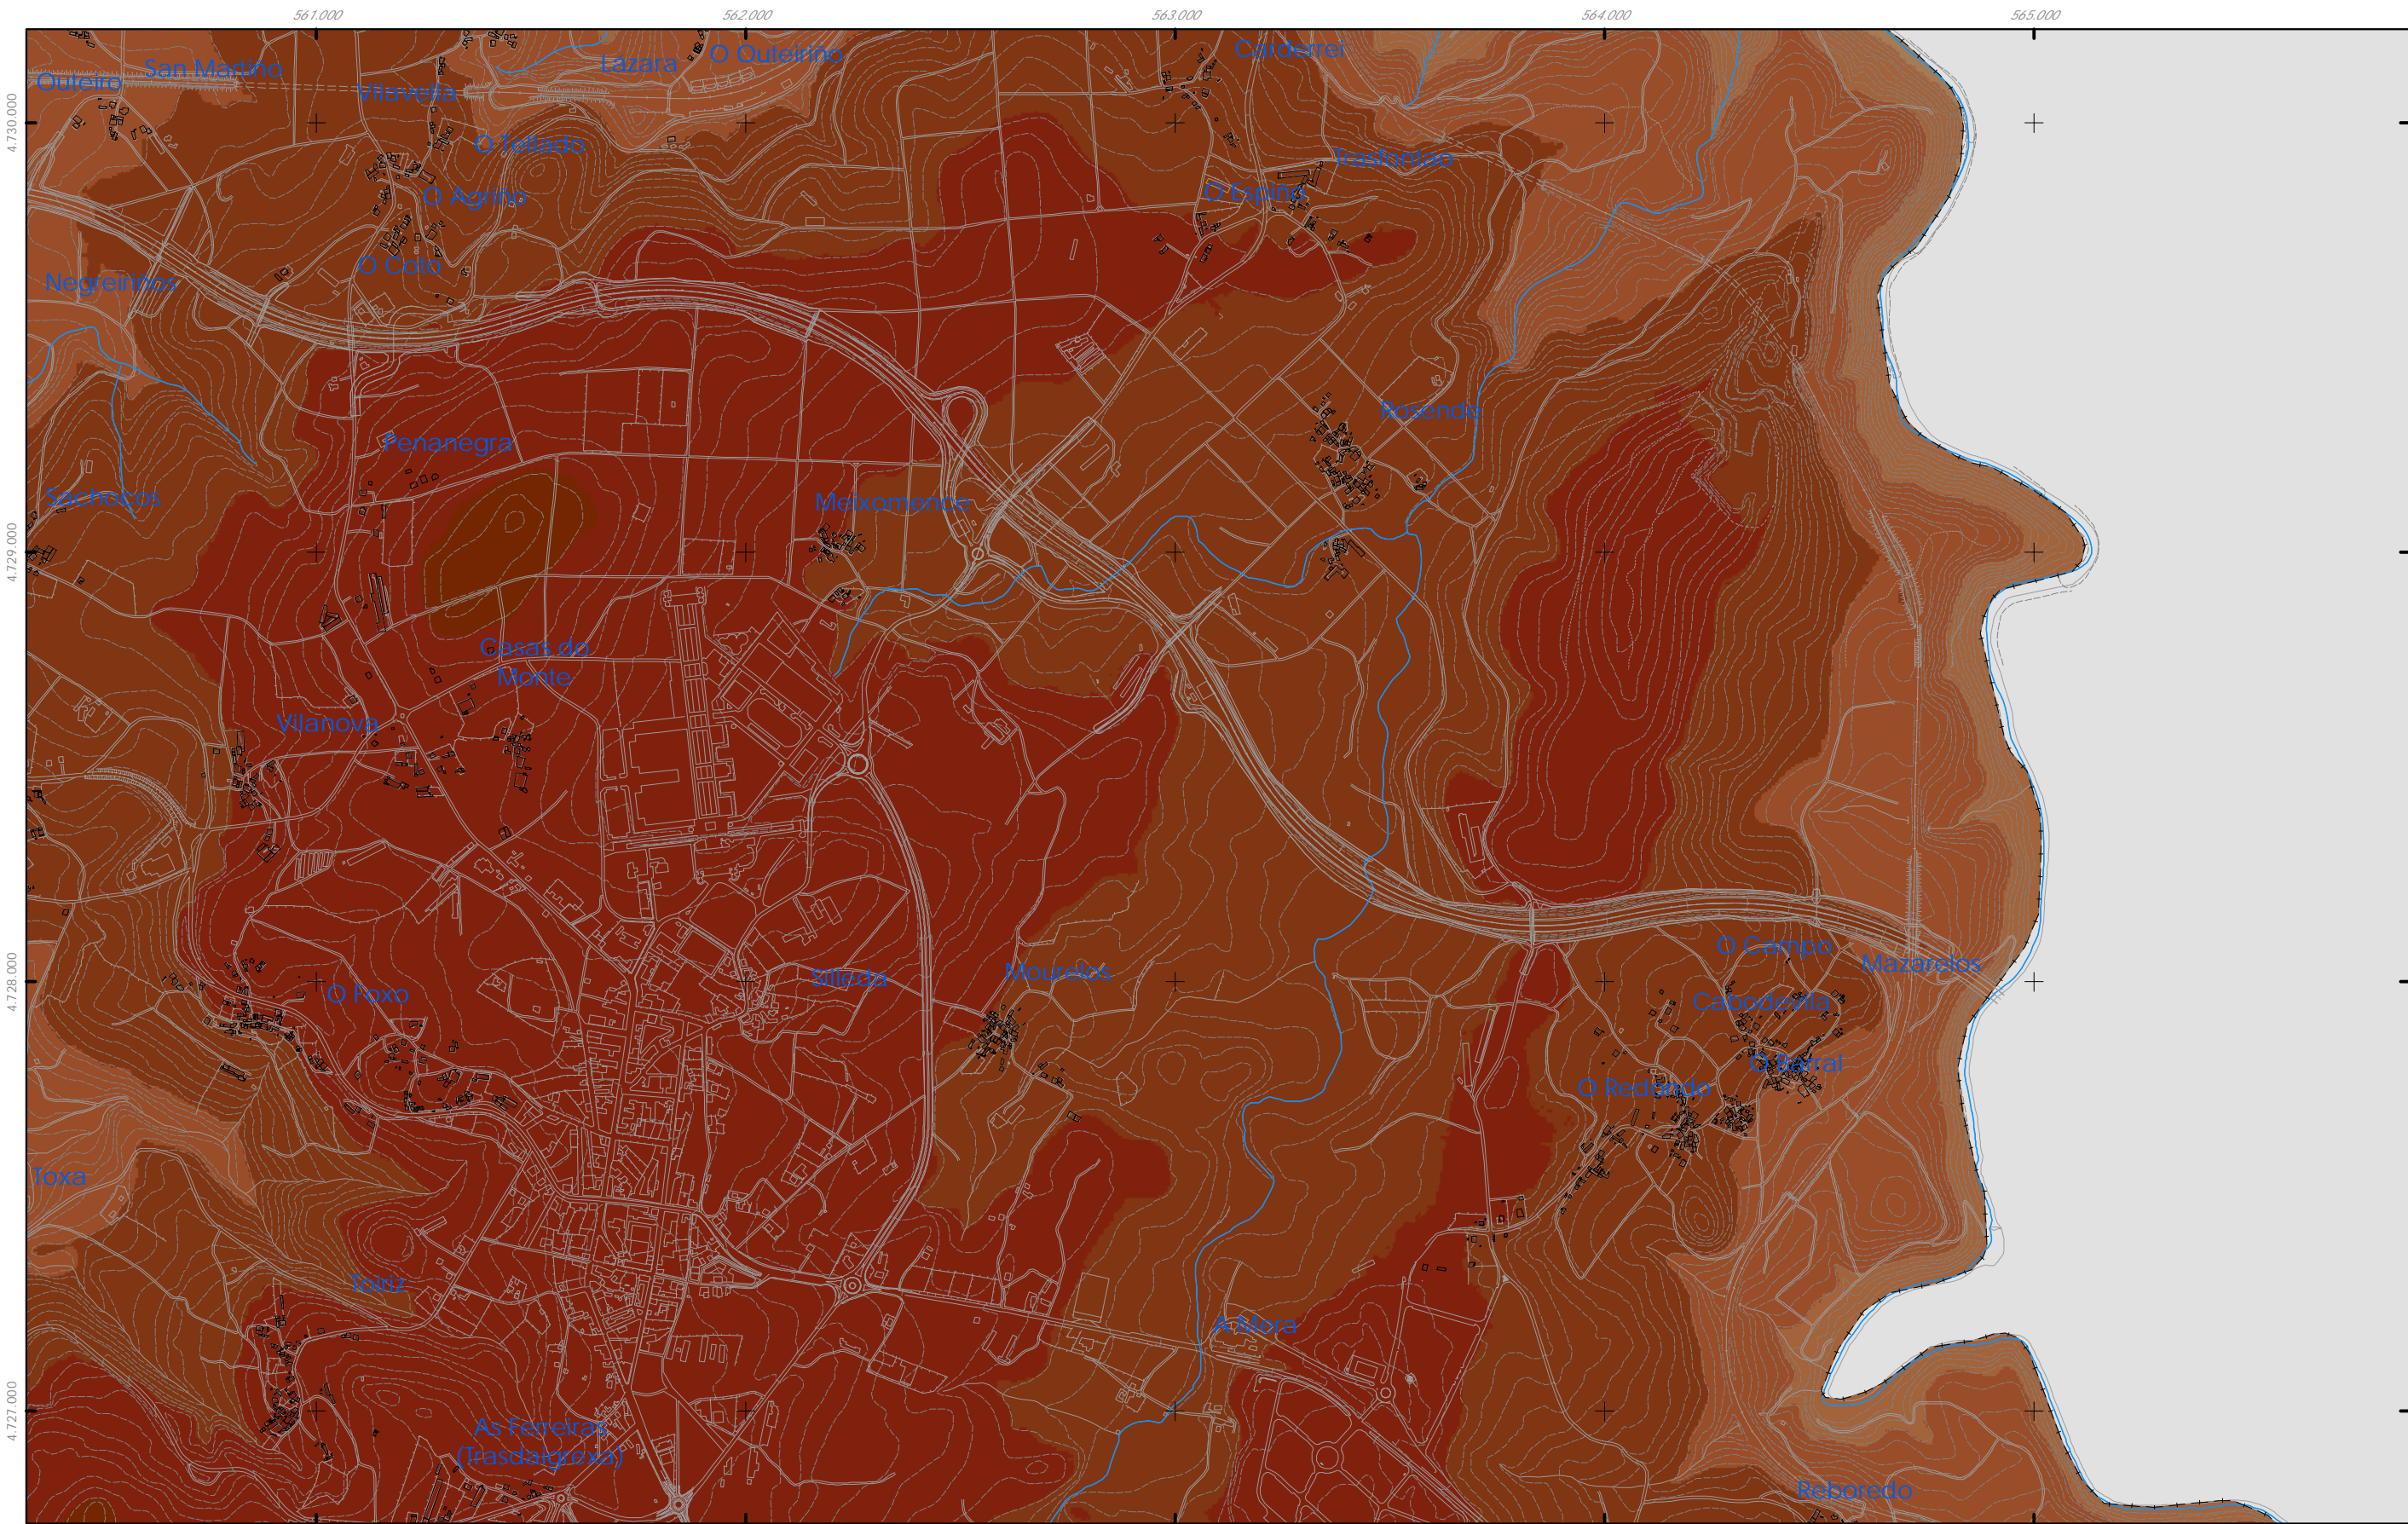 561.000
562.000
563.000
564.000
565.000
4.730.000
4.729.000
4.728.000
4.727.000
Outeiro
San Martiño
Vilavella
Lázara
O Outeiriño
Carderrei
O Tellado
Trasfontao
O Agriño
O Espiño
O Coto
Negreiriños
Rosende
Penanegra
Sachobos
Meixomence
Casas do
Monte
Vilanova
O Campo
Mazarelos
Silleda
Mourelos
O Foxo
Cabodevila
O Barral
O Redondo
Toxa
Toiriz
A Mera
As Ferreiras
(Trasdaigrexa)
Reboredo